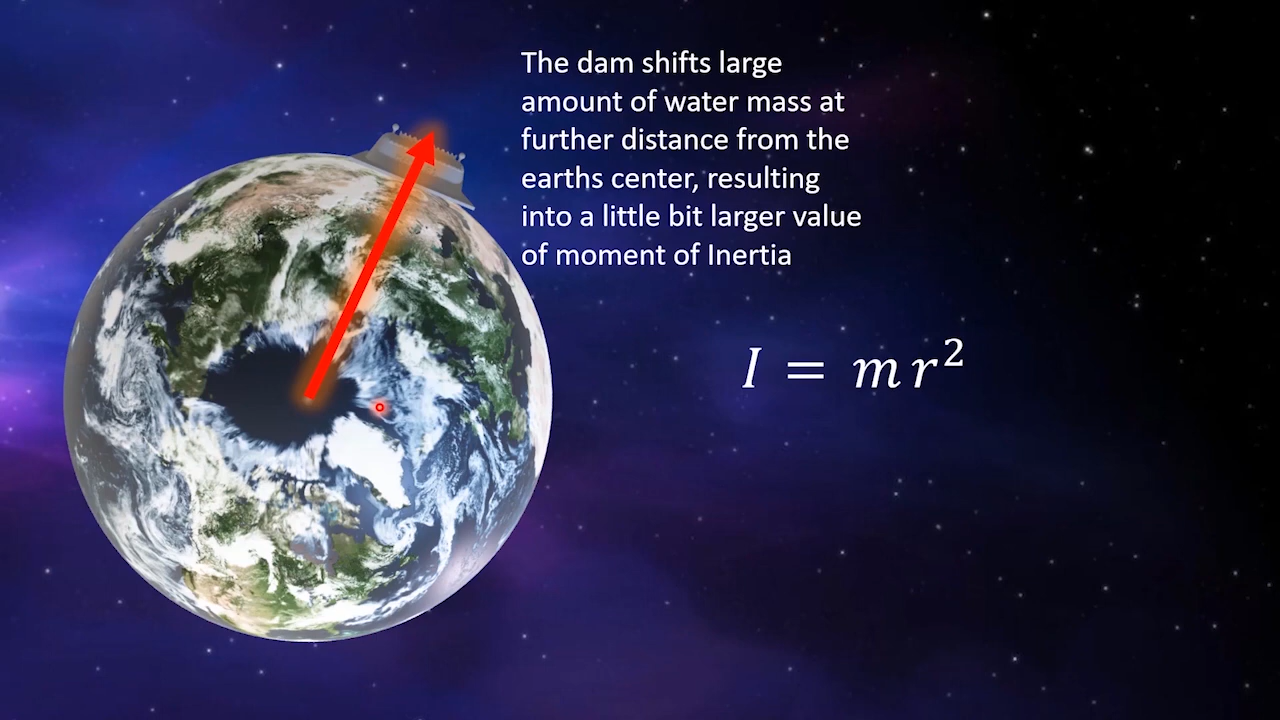 The dam shifts large
amount of water mass at
further distance from the
earths center, resulting
into a little bit larger value
of moment of Inertia
I = mr²